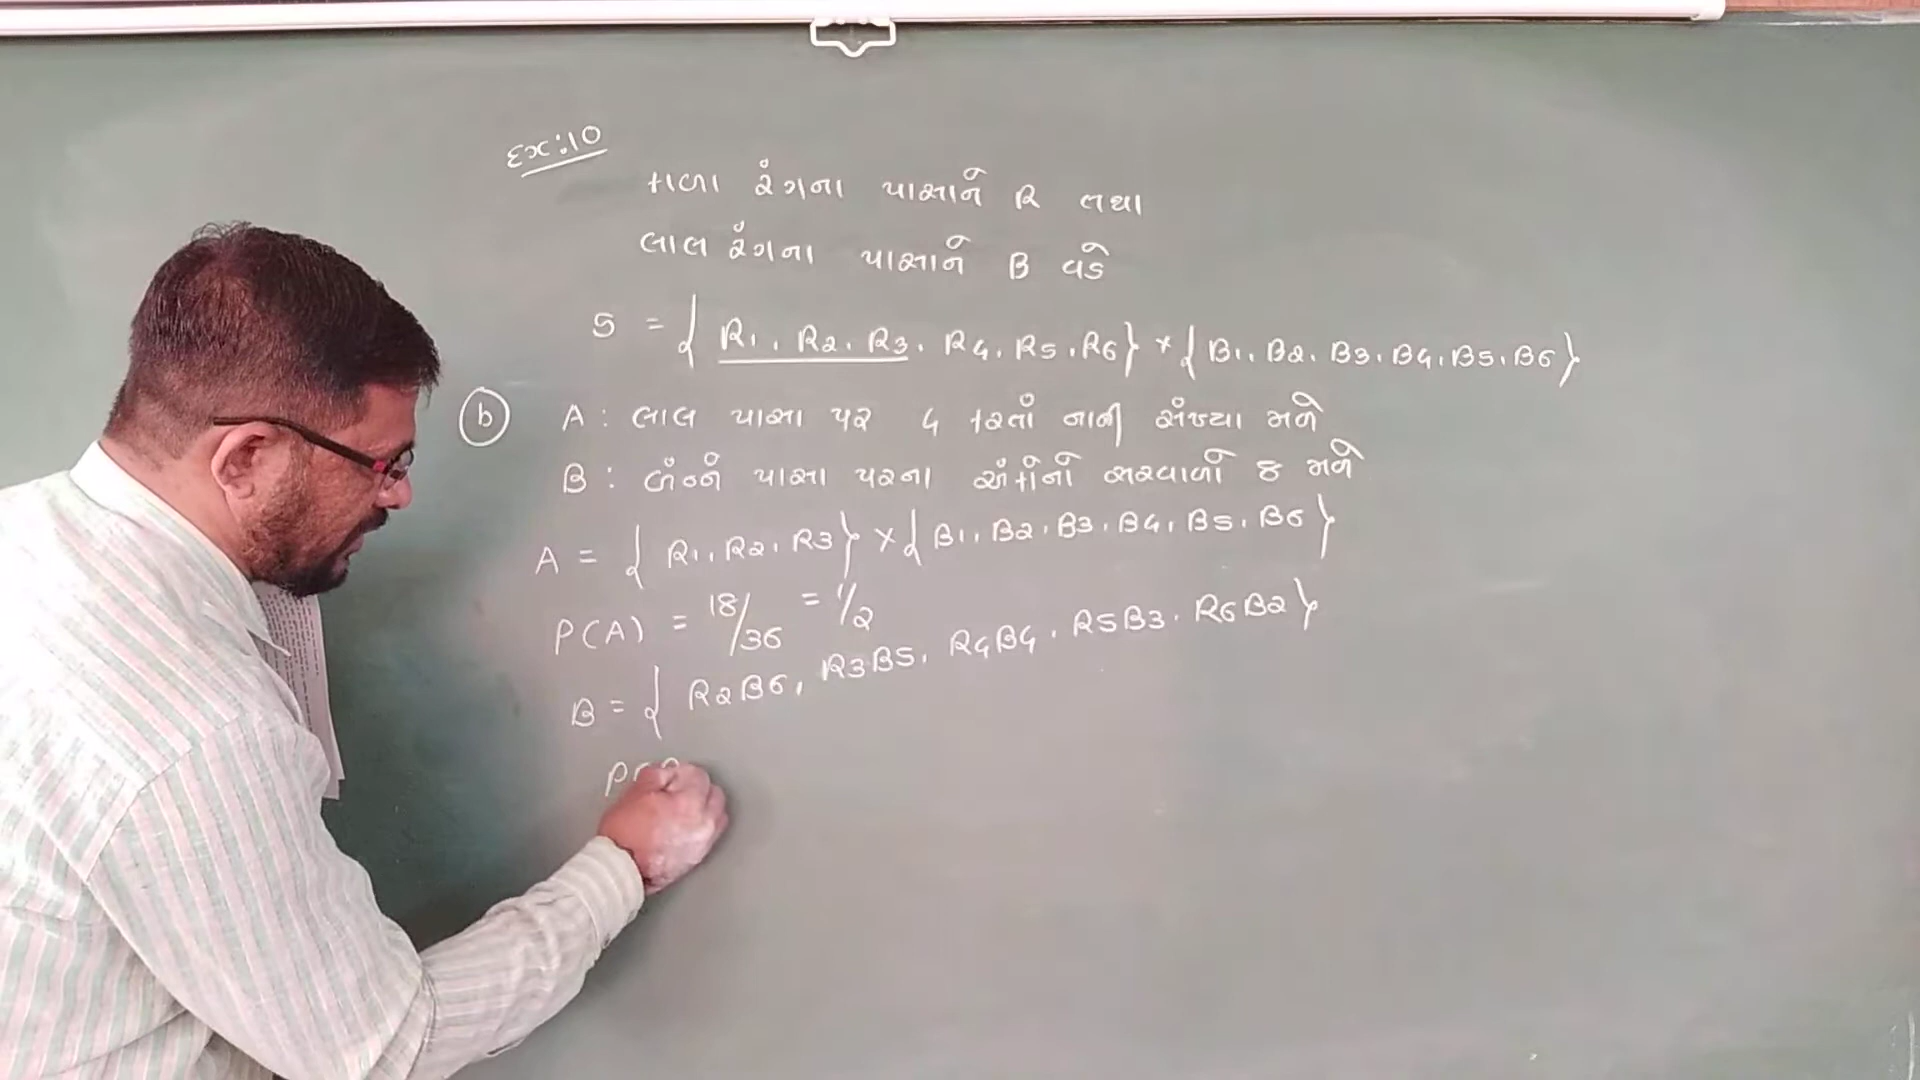 Ex:10
કાળા રંગના પાસાને R તથા
લાલ રંગના પાસાને B વડે
S = { R1, R2, R3, R4, R5, R6} × { B1, B2, B3, B4, B5, B6}
(b) A : લાલ પાસા પર 4 કરતાં નાની સંખ્યા મળે
B : બંન્ને પાસા પરના અંકોનો સરવાળો 8 મળે
A = { R1, R2, R3} × { B1, B2, B3, B4, B5, B6 }
P(A) = 18/36 = 1/2
B = { R2B6, R3B5, R4B4, R5B3, R6B2}